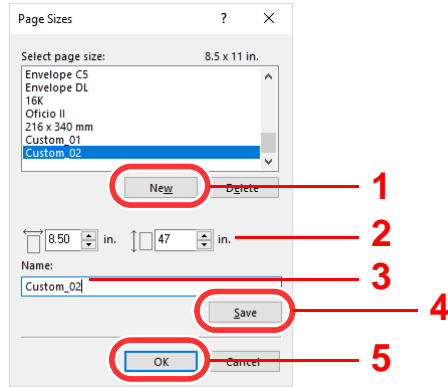 Page Sizes ? ×
Select page size: 8.5 x 11 in.
Envelope C5
Envelope DL
16K
Oficio II
216 x 340 mm
Custom_01
Custom_02
New Delete 1
8.50 in. 47 in. 2
Name: 3
Custom_02
Save 4
OK Cancel 5